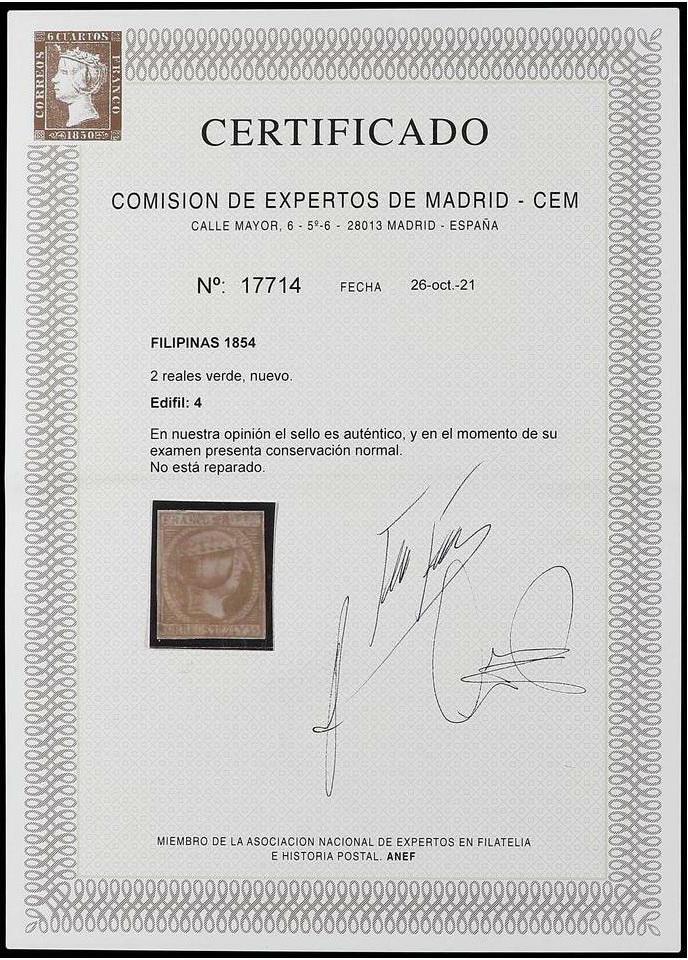 6 CUARTOS
CORREOS
FRANCO
1850
CERTIFICADO
COMISION DE EXPERTOS DE MADRID - CEM
CALLE MAYOR, 6 - 5º-6 - 28013 MADRID - ESPAÑA
Nº: 17714 FECHA 26-oct.-21
FILIPINAS 1854
2 reales verde, nuevo.
Edifil: 4
En nuestra opinión el sello es auténtico, y en el momento de su
examen presenta conservación normal.
No está reparado.
FRANCO
MIEMBRO DE LA ASOCIACION NACIONAL DE EXPERTOS EN FILATELIA
E HISTORIA POSTAL. ANEF